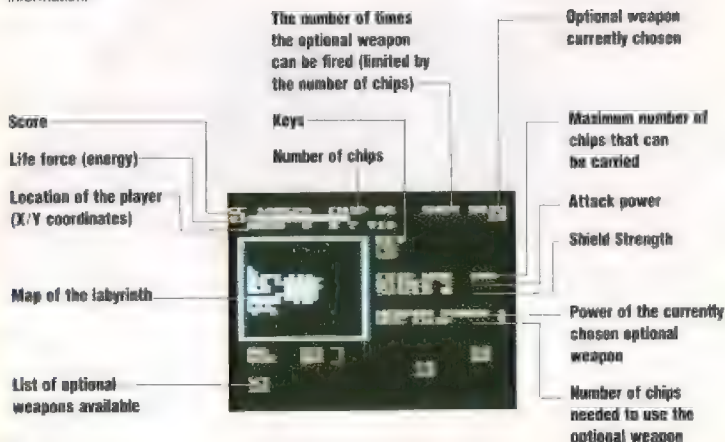 The number of times
the optional weapon
can be fired (limited by
the number of chips)
Optional weapon
currently chosen
Score
Keys
Maximum number of
chips that can
be carried
Life force (energy)
Number of chips
Location of the player
(X/Y coordinates)
Attack power
Shield Strength
Map of the labyrinth
Power of the currently
chosen optional
weapon
List of optional
weapons available
Number of chips
needed to use the
optional weapon